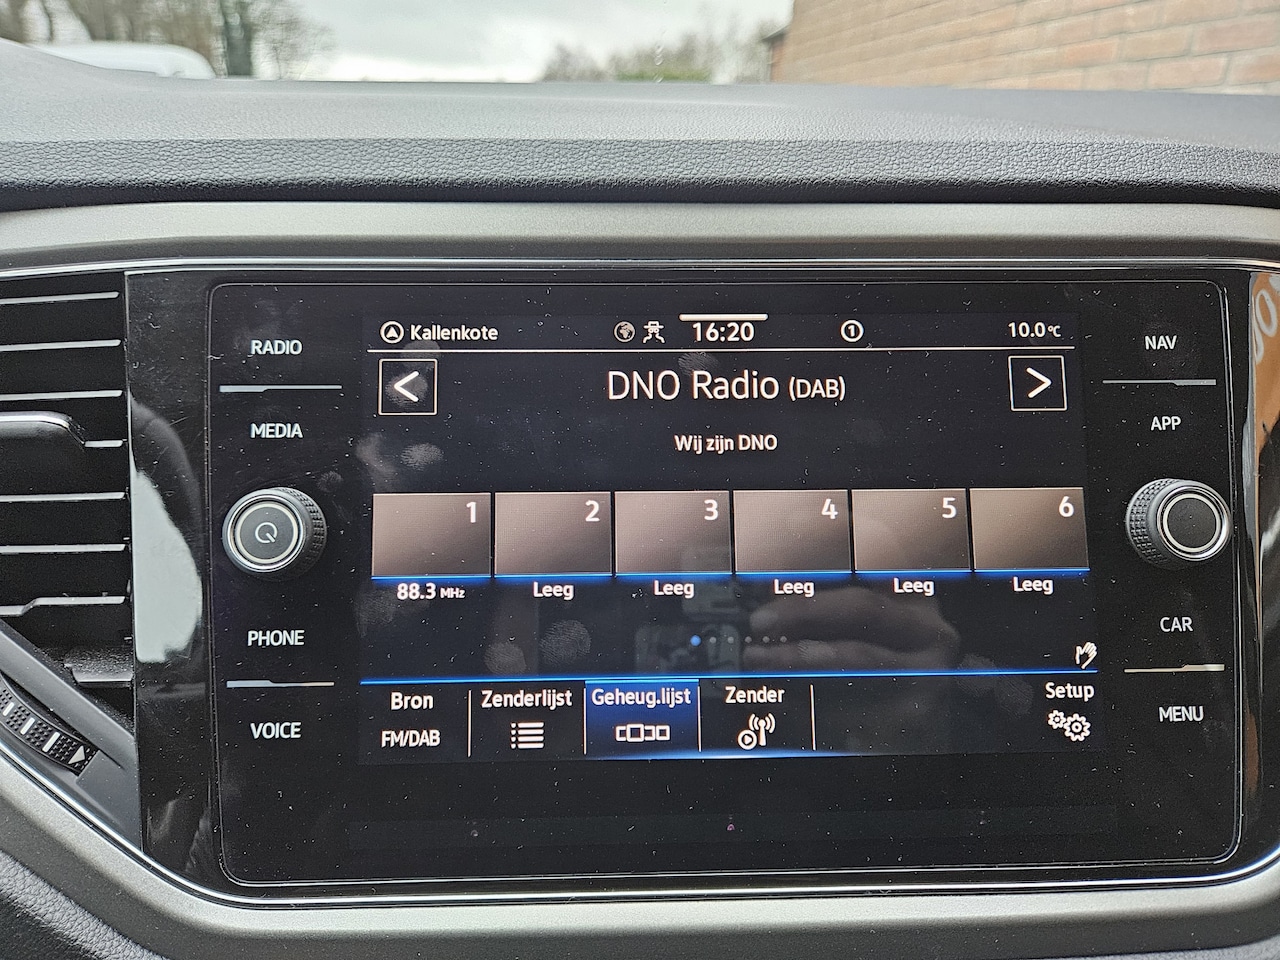 RADIO
MEDIA
PHONE
VOICE
Kallenkote
16:20
1
10.0°C
<
DNO Radio (DAB)
>
Wij zijn DNO
1
2
3
4
5
6
88.3 MHz
Leeg
Leeg
Leeg
Leeg
Leeg
Bron
FM/DAB
Zenderlijst
Geheug.lijst
Zender
Setup
NAV
APP
CAR
MENU